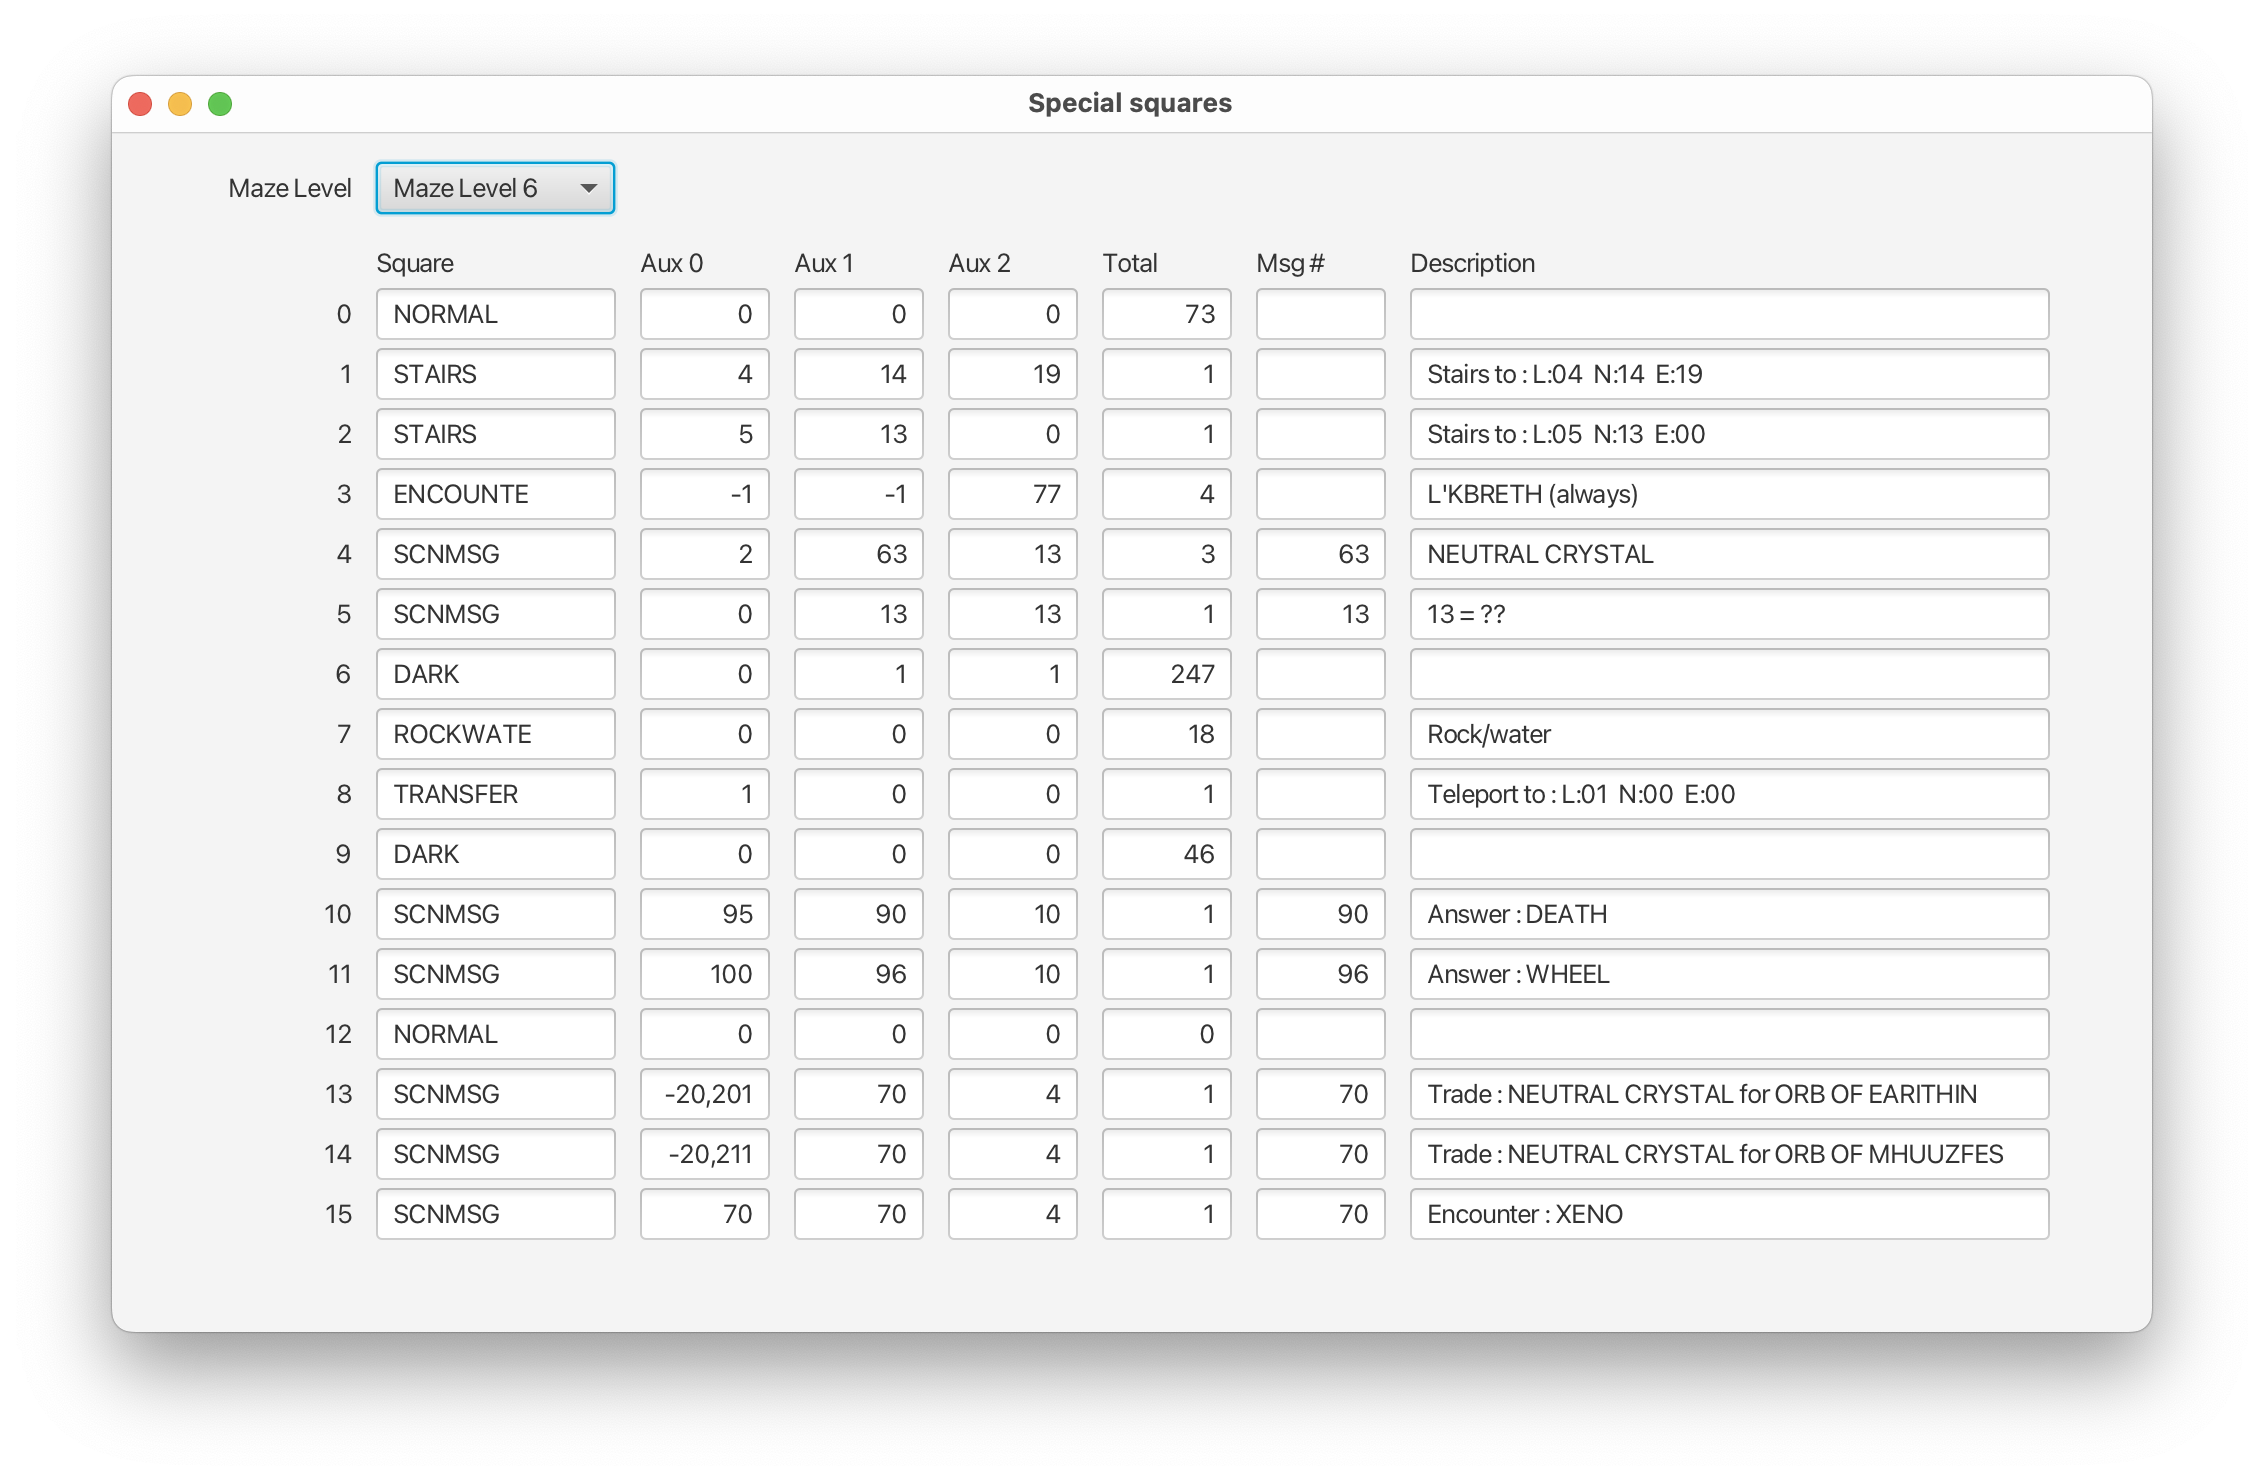 Special squares
Maze Level Maze Level 6
Square Aux 0 Aux 1 Aux 2 Total Msg # Description
0 NORMAL 0 0 0 73
1 STAIRS 4 14 19 1 Stairs to : L:04 N:14 E:19
2 STAIRS 5 13 0 1 Stairs to : L:05 N:13 E:00
3 ENCOUNTE -1 -1 77 4 L'KBRETH (always)
4 SCNMSG 2 63 13 3 63 NEUTRAL CRYSTAL
5 SCNMSG 0 13 13 1 13 13 = ??
6 DARK 0 1 1 247
7 ROCKWATE 0 0 0 18 Rock/water
8 TRANSFER 1 0 0 1 Teleport to : L:01 N:00 E:00
9 DARK 0 0 0 46
10 SCNMSG 95 90 10 1 90 Answer : DEATH
11 SCNMSG 100 96 10 1 96 Answer : WHEEL
12 NORMAL 0 0 0 0
13 SCNMSG -20,201 70 4 1 70 Trade : NEUTRAL CRYSTAL for ORB OF EARITHIN
14 SCNMSG -20,211 70 4 1 70 Trade : NEUTRAL CRYSTAL for ORB OF MHUUZFES
15 SCNMSG 70 70 4 1 70 Encounter : XENO